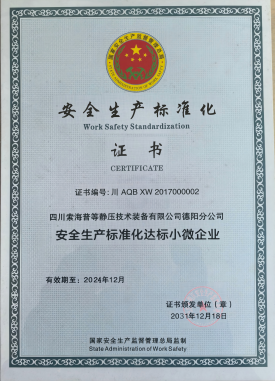 安全生产标准化
Work Safety Standardization
证书
CERTIFICATE
证书编号: 川 AQB XW 2017000002
四川索海普等静压技术装备有限公司德阳分公司
安全生产标准化达标小微企业
有效期至: 2024年12月
证书颁发单位（章）
2031年12月18日
国家安全生产监督管理总局监制
State Administration of Work Safety